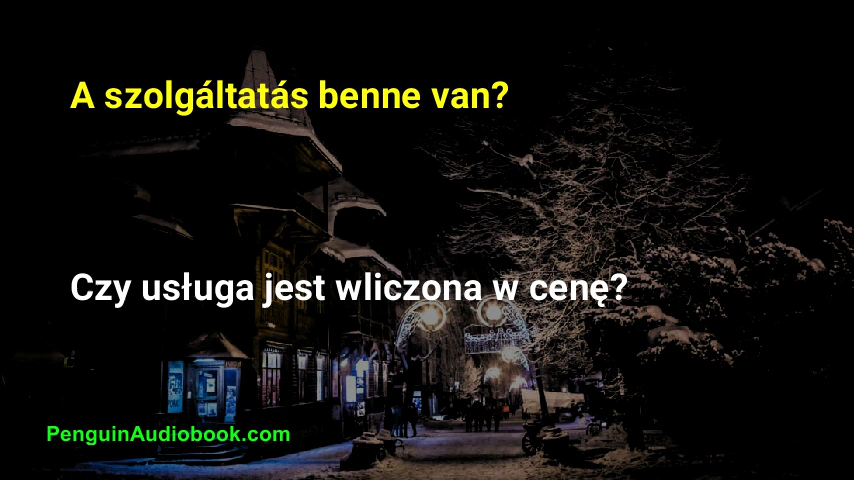 A szolgáltatás benne van?
Czy usługa jest wliczona w cenę?
PenguinAudiobook.com